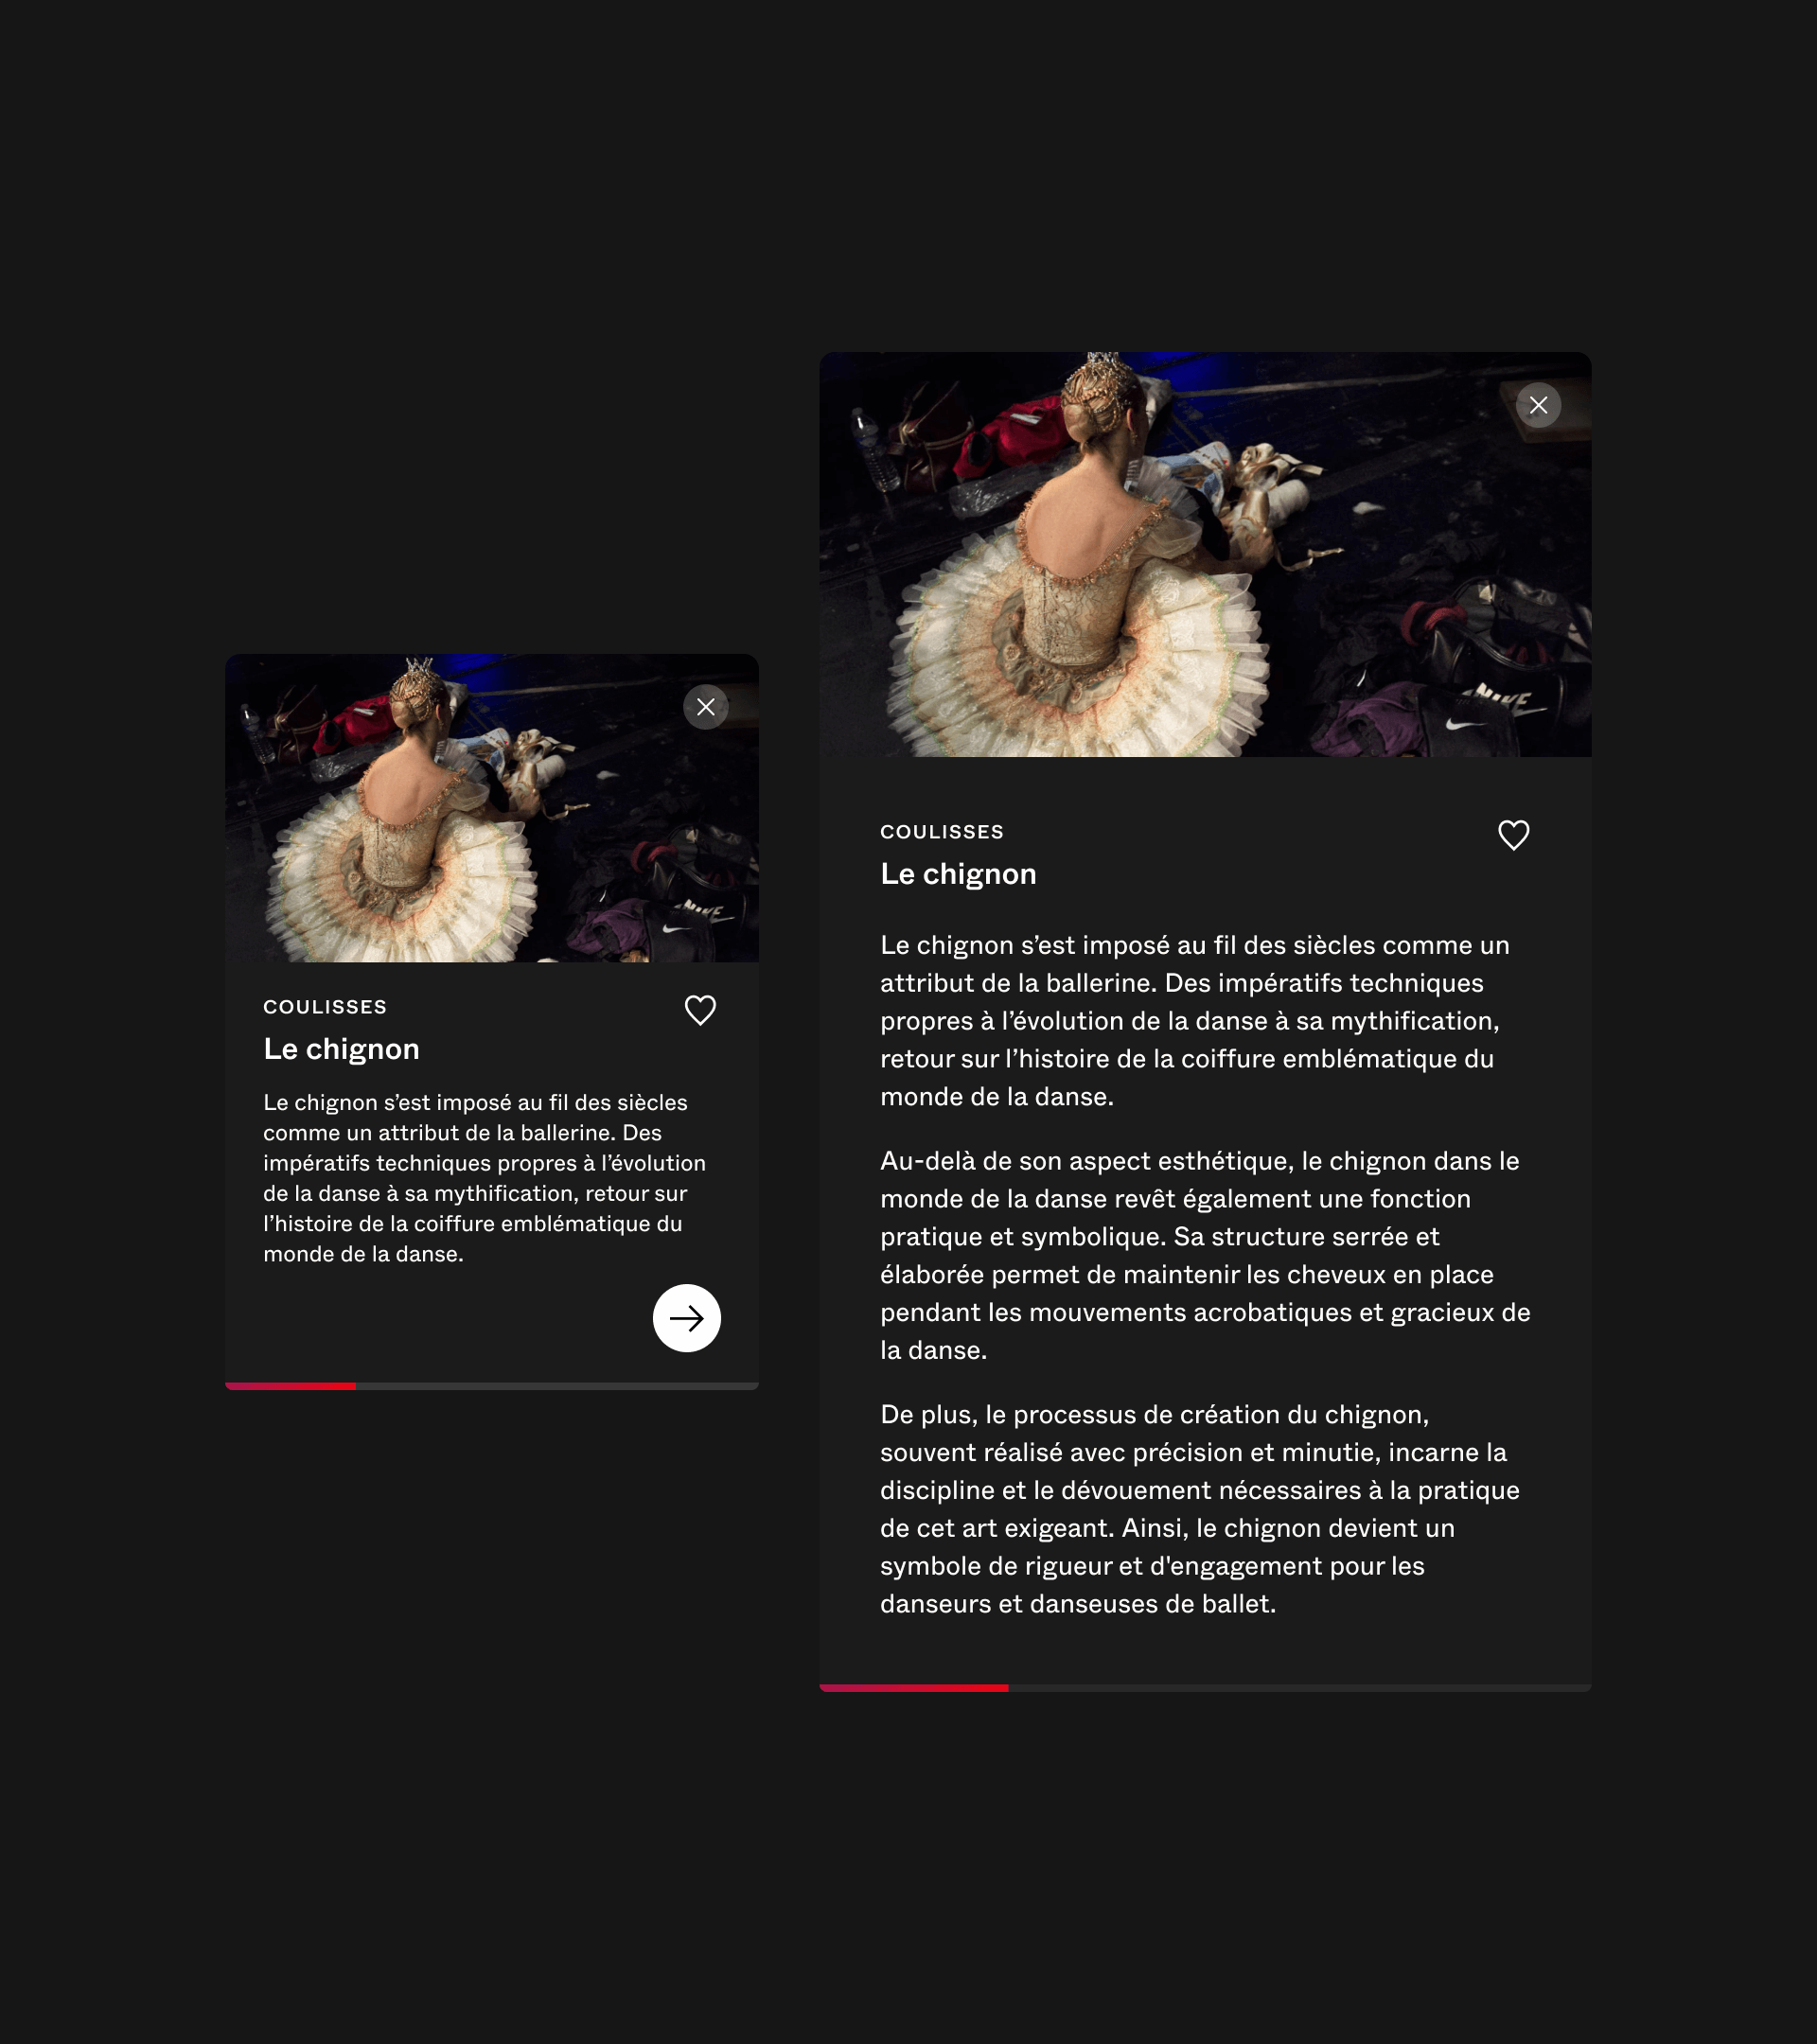 COULISSES
Le chignon
Le chignon s’est imposé au fil des siècles
comme un attribut de la ballerine. Des
impératifs techniques propres à l’évolution
de la danse à sa mythification, retour sur
l’histoire de la coiffure emblématique du
monde de la danse.
NIKE
NIKE
COULISSES
Le chignon
Le chignon s’est imposé au fil des siècles comme un
attribut de la ballerine. Des impératifs techniques
propres à l’évolution de la danse à sa mythification,
retour sur l’histoire de la coiffure emblématique du
monde de la danse.
Au-delà de son aspect esthétique, le chignon dans le
monde de la danse revêt également une fonction
pratique et symbolique. Sa structure serrée et
élaborée permet de maintenir les cheveux en place
pendant les mouvements acrobatiques et gracieux de
la danse.
De plus, le processus de création du chignon,
souvent réalisé avec précision et minutie, incarne la
discipline et le dévouement nécessaires à la pratique
de cet art exigeant. Ainsi, le chignon devient un
symbole de rigueur et d'engagement pour les
danseurs et danseuses de ballet.